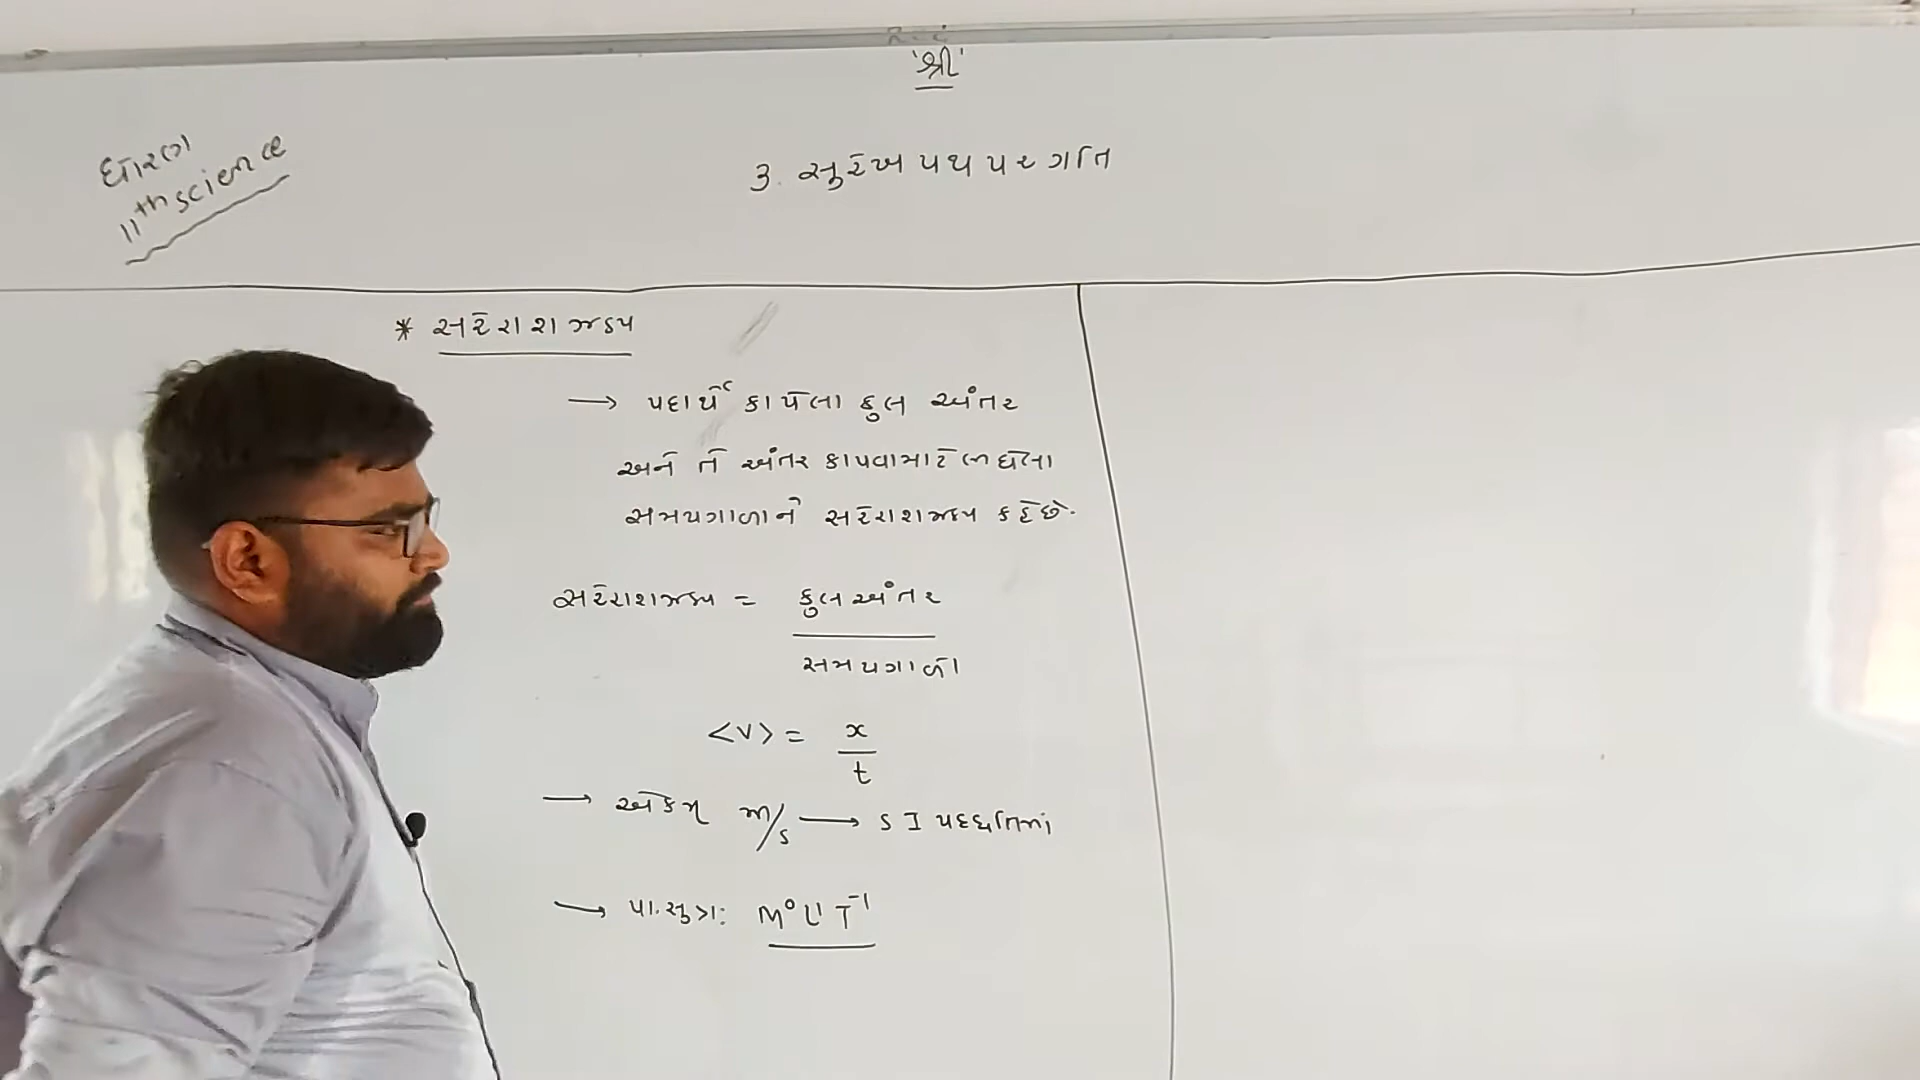 'શ્રી'
ધોરણ
11th science
3. સુરેખ પથ પર ગતિ
* સરેરાશ ઝડપ
→ પદાર્થે કાપેલા કુલ અંતર
અને તે અંતર કાપવા માટે લીધેલા
સમયગાળાને સરેરાશ ઝડપ કહે છે.
સરેરાશ ઝડપ = કુલ અંતર
સમયગાળો
<v> = x
t
→ એકમ m/s → SI પદ્ધતિમાં
→ પા.સુત્ર: M⁰ L¹ T⁻¹